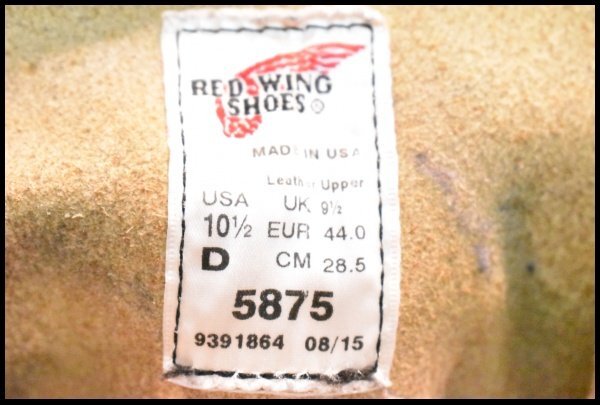 RED WING
SHOES ®
MADE IN USA
Leather Upper
USA UK 9½
10½ EUR 44.0
D CM 28.5
5875
9391864 08/15